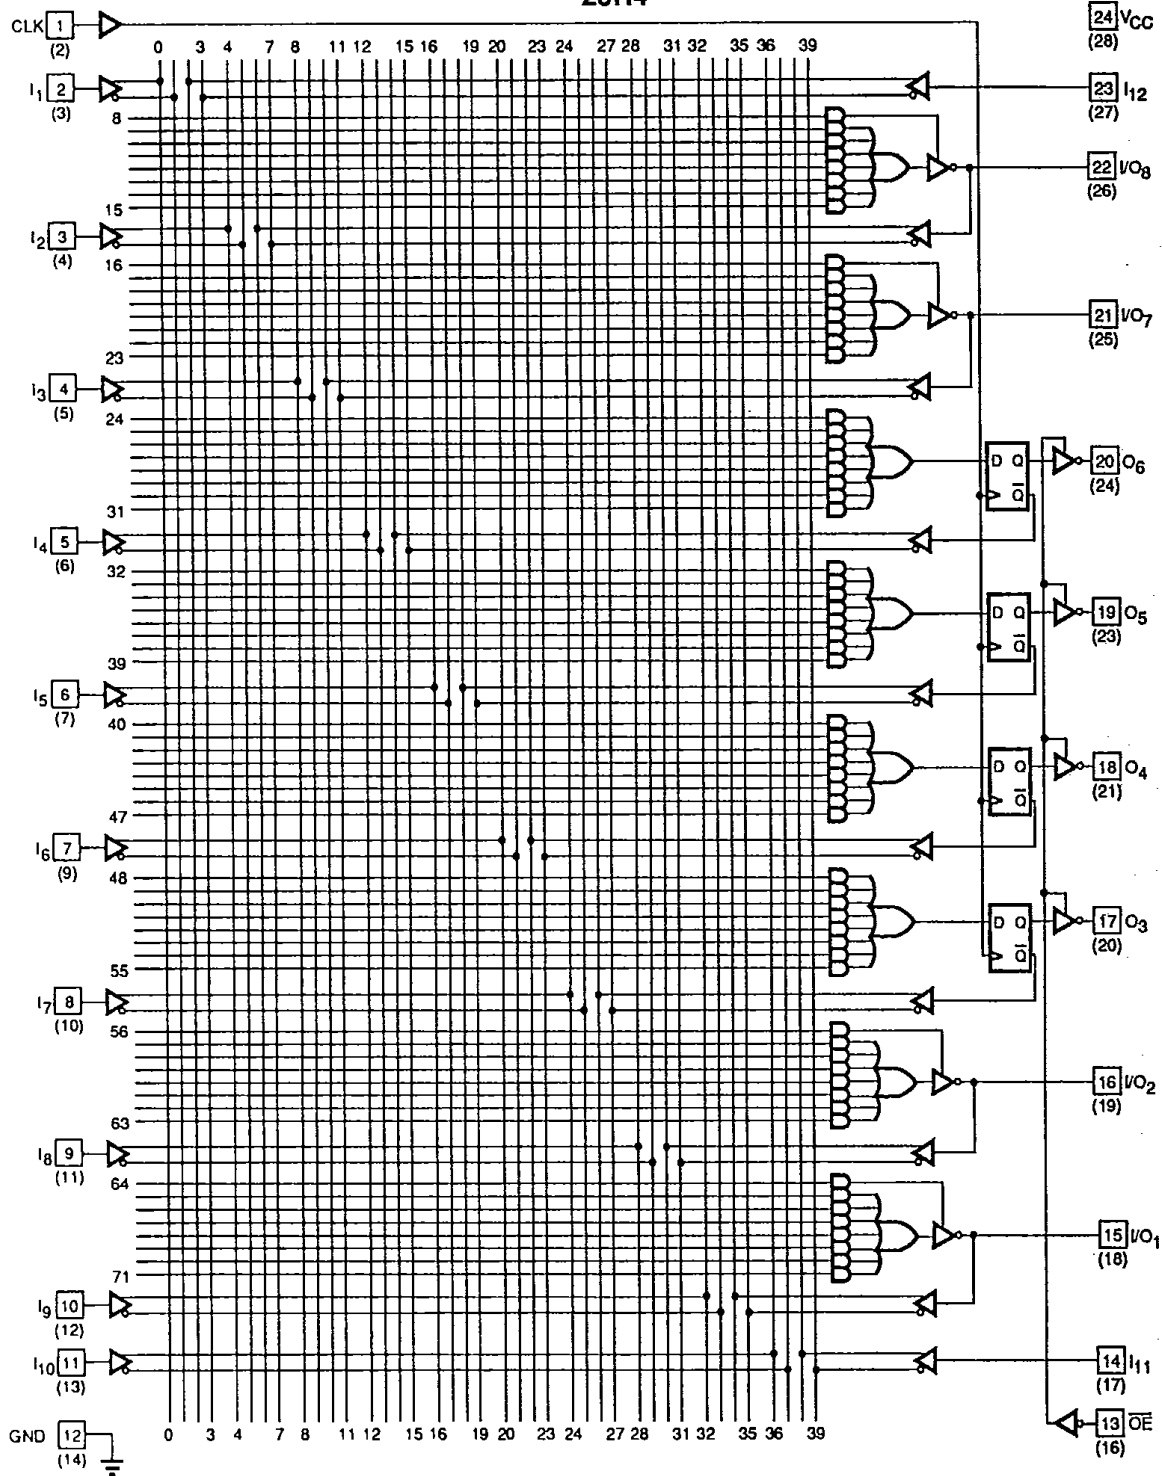 CLK 1 24 VCC
(2) (28)
0 3 4 7 8 11 12 15 16 19 20 23 24 27 28 31 32 35 36 39
I1 2 23 I12
(3) (27)
8
22 I/O8
(26)
15
I2 3
(4)
16
21 I/O7
(25)
23
I3 4
(5)
24
D Q 20 O6
Q (24)
31
I4 5
(6)
32
D Q 19 O5
Q (23)
39
I5 6
(7)
40
D Q 18 O4
Q (21)
47
I6 7
(9)
48
D Q 17 O3
Q (20)
55
I7 8
(10)
56
16 I/O2
(19)
63
I8 9
(11)
64
15 I/O1
(18)
71
I9 10
(12)
I10 11 14 I11
(13) (17)
13 OE
(16)
GND 12 0 3 4 7 8 11 12 15 16 19 20 23 24 27 28 31 32 35 36 39
(14)